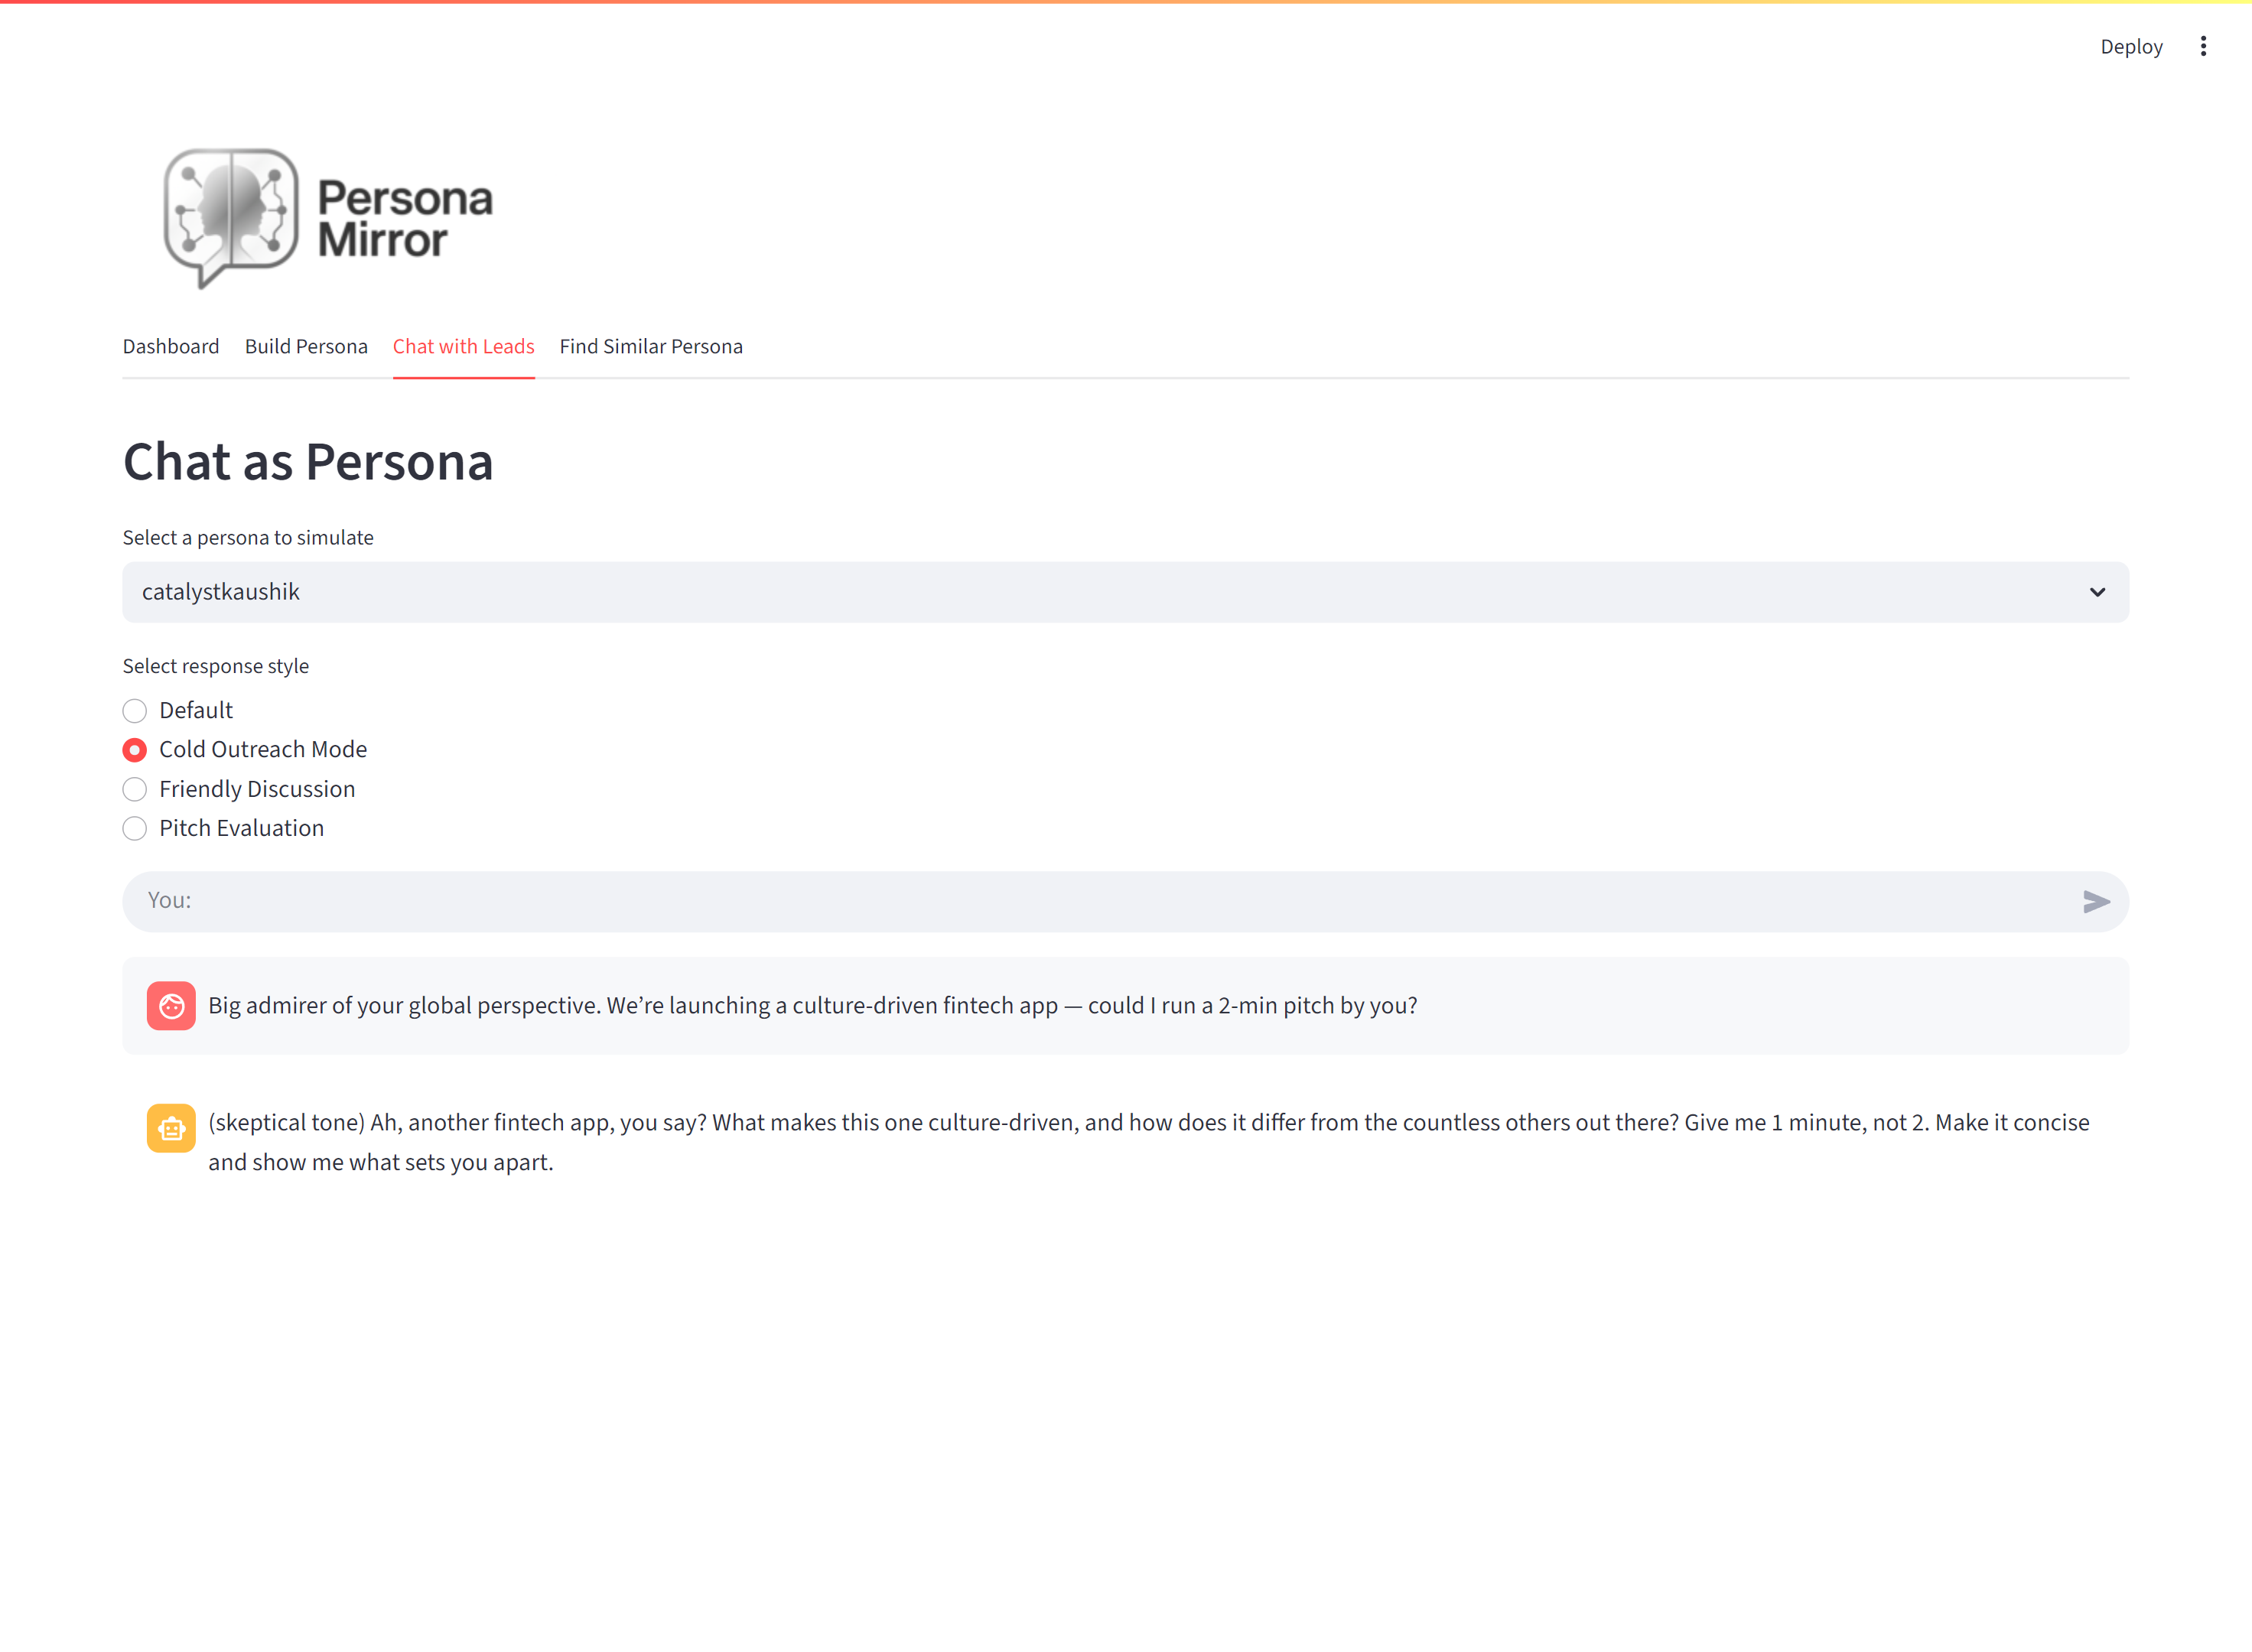 Deploy
Persona
Mirror
Dashboard Build Persona Chat with Leads Find Similar Persona
Chat as Persona
Select a persona to simulate
catalystkaushik
Select response style
Default
Cold Outreach Mode
Friendly Discussion
Pitch Evaluation
You:
Big admirer of your global perspective. We’re launching a culture-driven fintech app — could I run a 2-min pitch by you?
(skeptical tone) Ah, another fintech app, you say? What makes this one culture-driven, and how does it differ from the countless others out there? Give me 1 minute, not 2. Make it concise
and show me what sets you apart.